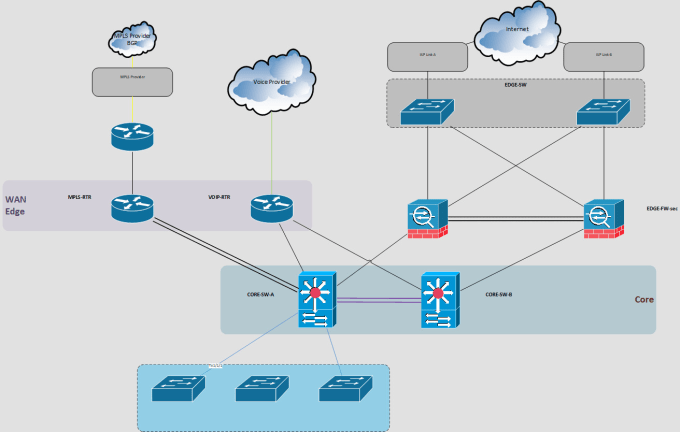 MPLS Provider
BGP
Internet
ISP Link A
ISP Link B
MPLS Provider
Voice Provider
EDGE-SW
WAN
Edge
MPLS-RTR
VOIP-RTR
EDGE-FW-sec
CORE-SW-A
CORE-SW-B
Core